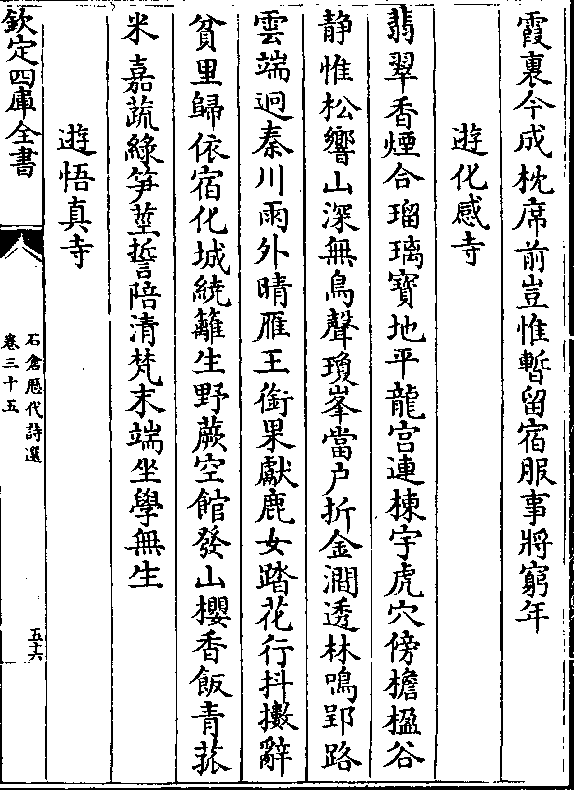 霞裏今成枕席前豈惟暫留宿服事將窮年
遊化感寺
翡翠香煙合瑠璃寶地平龍宫連棟宇虎穴傍檐楹谷
静惟松響山深無鳥聲瓊峯當户折金澗透林鳴郢路
雲端迥秦川雨外晴雁王銜果獻鹿女踏花行抖擻辭
貧里歸依宿化城繞籬生野蕨空館發山櫻香飯青菰
米嘉蔬綠笋莖誓陪清梵末端坐學無生
遊悟真寺
欽定四庫全書
石倉歷代詩選
卷三十五
五十六